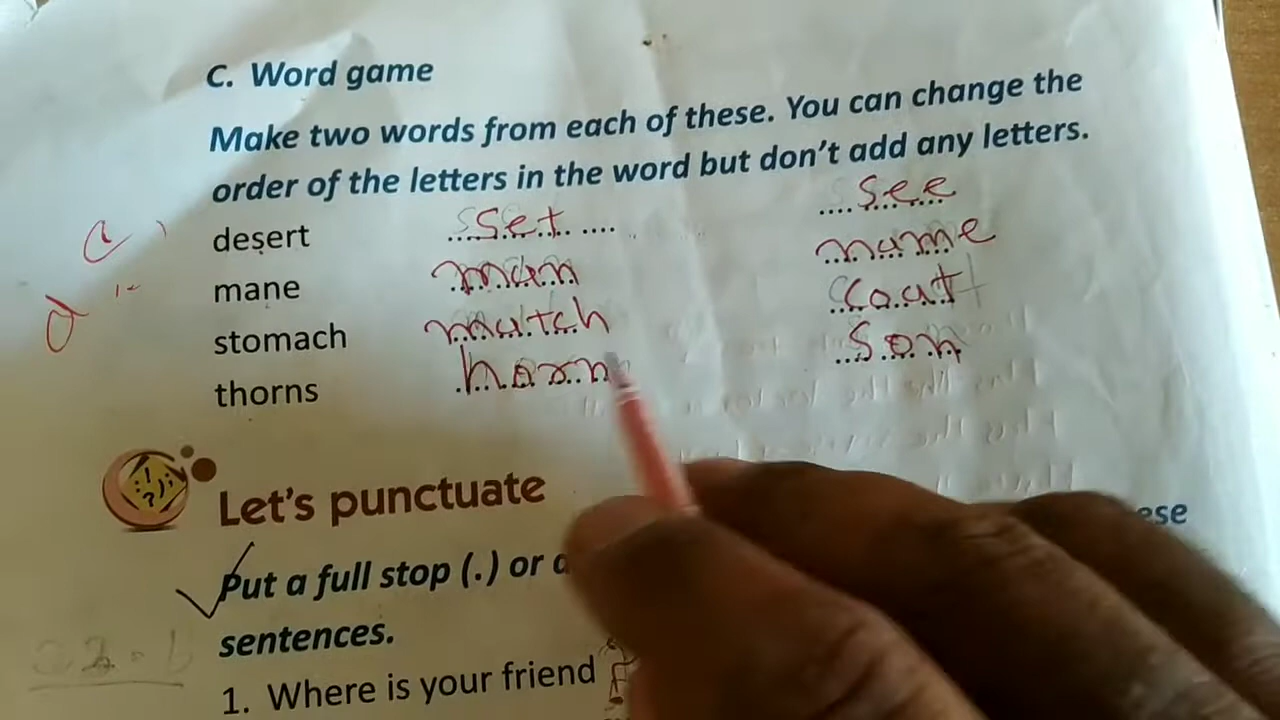 C. Word game
Make two words from each of these. You can change the
order of the letters in the word but don't add any letters.
desert set see
mane man name
stomach match coat
thorns horn son
Let's punctuate
Put a full stop (.) or
ese
sentences.
1. Where is your friend